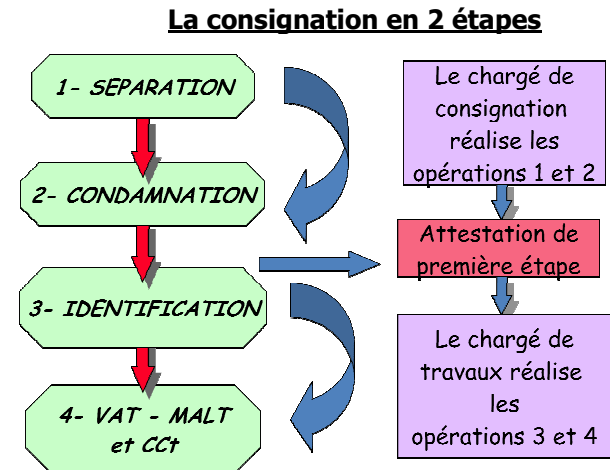 La consignation en 2 étapes
1- SEPARATION
2- CONDAMNATION
3- IDENTIFICATION
4- VAT - MALT
et CCt
Le chargé de
consignation
réalise les
opérations 1 et 2
Attestation de
première étape
Le chargé de
travaux réalise
les
opérations 3 et 4